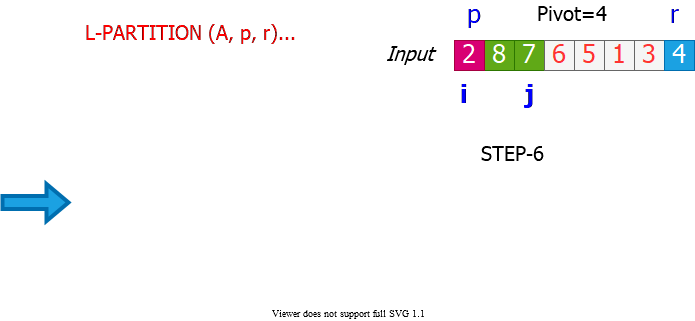 p Pivot=4 r
L-PARTITION (A, p, r)...
Input 2 8 7 6 5 1 3 4
i j
STEP-6
Viewer does not support full SVG 1.1